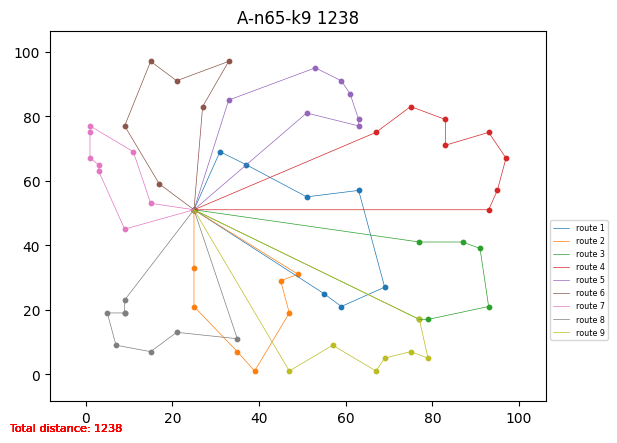 A-n65-k9 1238
100
80
60
40
20
0
0 20 40 60 80 100
route 1
route 2
route 3
route 4
route 5
route 6
route 7
route 8
route 9
Total distance: 1238